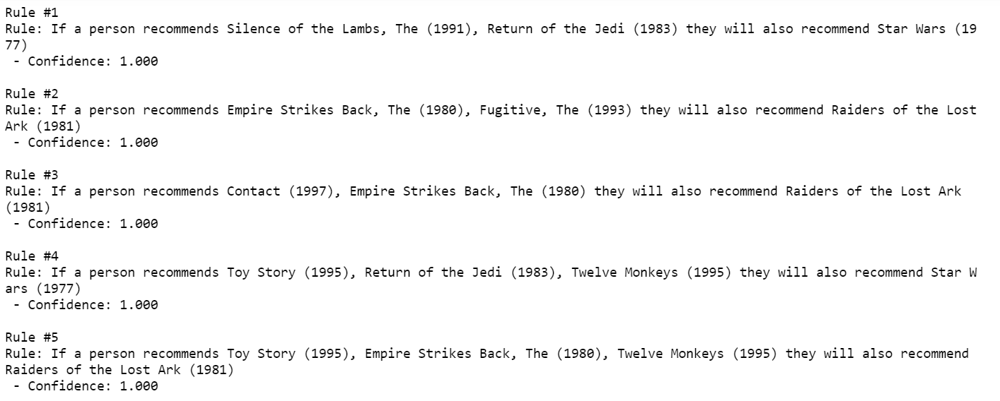 Rule #1
Rule: If a person recommends Silence of the Lambs, The (1991), Return of the Jedi (1983) they will also recommend Star Wars (19
77)
 - Confidence: 1.000

Rule #2
Rule: If a person recommends Empire Strikes Back, The (1980), Fugitive, The (1993) they will also recommend Raiders of the Lost
Ark (1981)
 - Confidence: 1.000

Rule #3
Rule: If a person recommends Contact (1997), Empire Strikes Back, The (1980) they will also recommend Raiders of the Lost Ark
(1981)
 - Confidence: 1.000

Rule #4
Rule: If a person recommends Toy Story (1995), Return of the Jedi (1983), Twelve Monkeys (1995) they will also recommend Star W
ars (1977)
 - Confidence: 1.000

Rule #5
Rule: If a person recommends Toy Story (1995), Empire Strikes Back, The (1980), Twelve Monkeys (1995) they will also recommend
Raiders of the Lost Ark (1981)
 - Confidence: 1.000